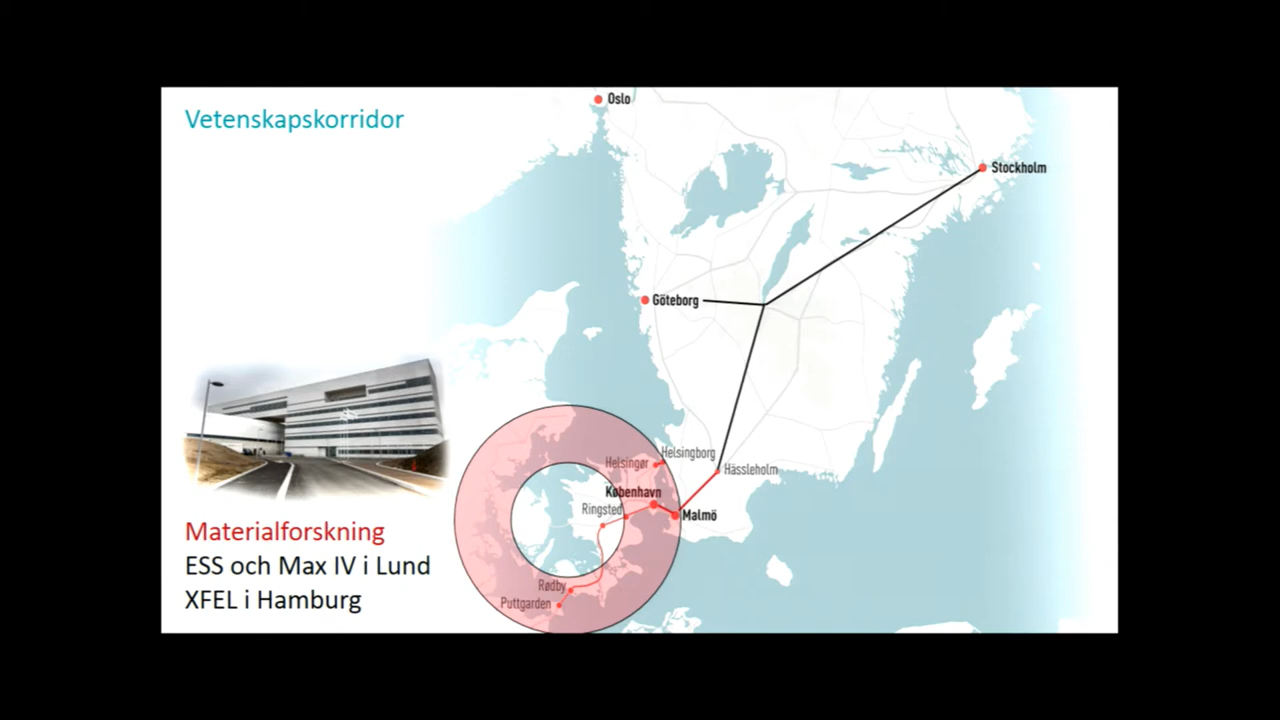 Vetenskapskorridor
Oslo
Stockholm
Göteborg
Helsingborg
Helsingør
Hässleholm
København
Ringsted
Malmö
Rødby
Puttgarden
Materialforskning
ESS och Max IV i Lund
XFEL i Hamburg